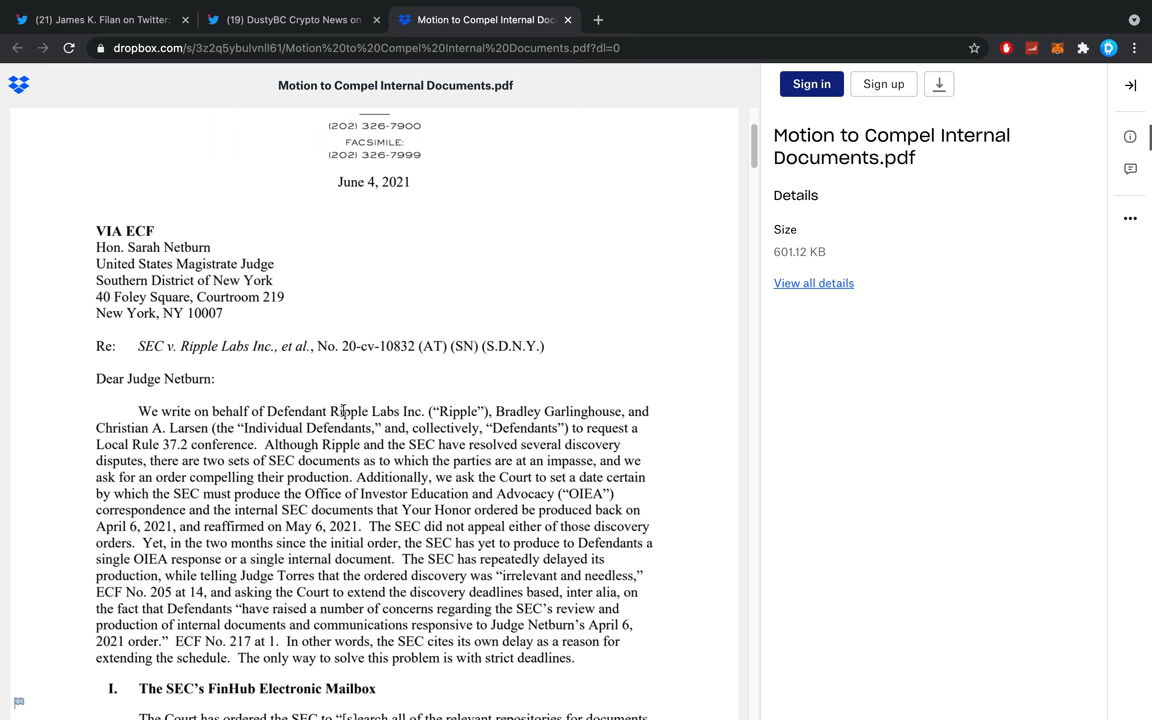 (21) James K. Filan on Twitter:
(19) DustyBC Crypto News on
Motion to Compel Internal Doc
dropbox.com/s/3z2q5ybulvnll61/Motion%20to%20Compel%20Internal%20Documents.pdf?dl=0
Motion to Compel Internal Documents.pdf
Sign in
Sign up
(202) 326-7900
FACSIMILE:
(202) 326-7999
June 4, 2021
VIA ECF
Hon. Sarah Netburn
United States Magistrate Judge
Southern District of New York
40 Foley Square, Courtroom 219
New York, NY 10007
Re: SEC v. Ripple Labs Inc., et al., No. 20-cv-10832 (AT) (SN) (S.D.N.Y.)
Dear Judge Netburn:
We write on behalf of Defendant Ripple Labs Inc. (“Ripple”), Bradley Garlinghouse, and
Christian A. Larsen (the “Individual Defendants,” and, collectively, “Defendants”) to request a
Local Rule 37.2 conference. Although Ripple and the SEC have resolved several discovery
disputes, there are two sets of SEC documents as to which the parties are at an impasse, and we
ask for an order compelling their production. Additionally, we ask the Court to set a date certain
by which the SEC must produce the Office of Investor Education and Advocacy (“OIEA”)
correspondence and the internal SEC documents that Your Honor ordered be produced back on
April 6, 2021, and reaffirmed on May 6, 2021. The SEC did not appeal either of those discovery
orders. Yet, in the two months since the initial order, the SEC has yet to produce to Defendants a
single OIEA response or a single internal document. The SEC has repeatedly delayed its
production, while telling Judge Torres that the ordered discovery was “irrelevant and needless,”
ECF No. 205 at 14, and asking the Court to extend the discovery deadlines based, inter alia, on
the fact that Defendants “have raised a number of concerns regarding the SEC’s review and
production of internal documents and communications responsive to Judge Netburn’s April 6,
2021 order.” ECF No. 217 at 1. In other words, the SEC cites its own delay as a reason for
extending the schedule. The only way to solve this problem is with strict deadlines.
I. The SEC’s FinHub Electronic Mailbox
The Court has ordered the SEC to “[s]earch all of the relevant repositories for documents
Motion to Compel Internal
Documents.pdf
Details
Size
601.12 KB
View all details